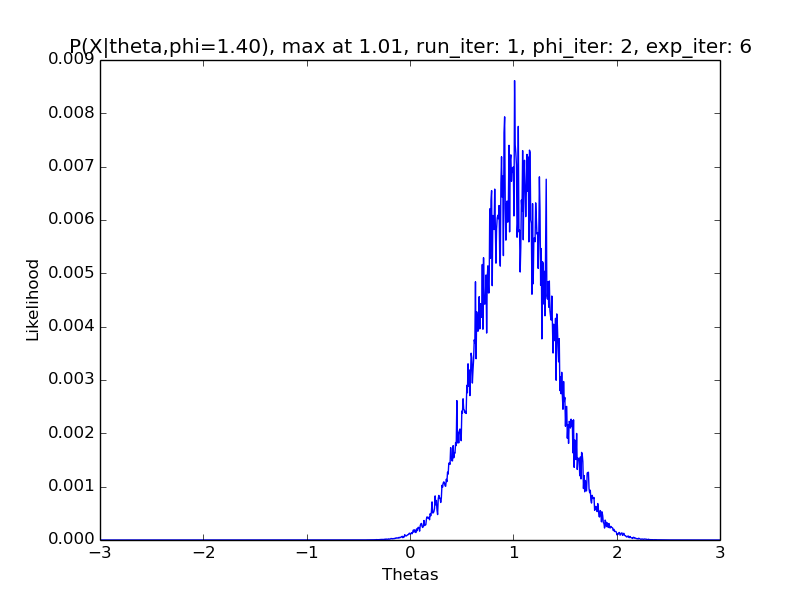 P(X|theta,phi=1.40), max at 1.01, run_iter: 1, phi_iter: 2, exp_iter: 6
0.009
0.008
0.007
0.006
0.005
0.004
0.003
0.002
0.001
0.000
Likelihood
−3 −2 −1 0 1 2 3
Thetas